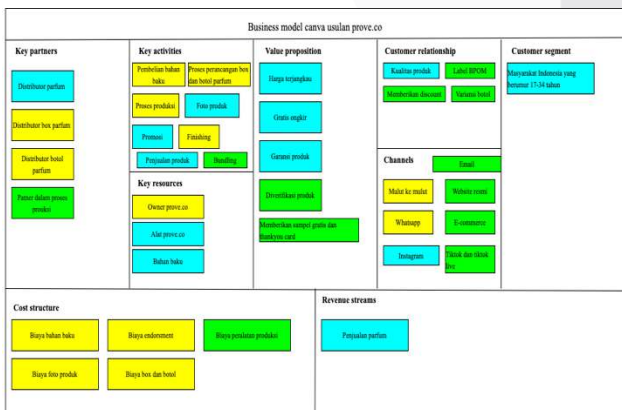 Business model canva usulan prove.co
Key partners
Distributor parfum
Distributor box parfum
Distributor botol
parfum
Patner dalam proses
produksi
Key activities
Pembelian bahan
baku
Proses perancangan box
dan botol parfum
Proses produksi
Foto produk
Promosi
Finishing
Penjualan produk
Bundling
Key resources
Owner prove.co
Alat prove.co
Bahan baku
Value proposition
Harga terjangkau
Gratis ongkir
Garansi produk
Divertifikasi produk
Memberikan sampel gratis dan
thankyou card
Customer relationship
Kualitas produk
Label BPOM
Memberikan discount
Variansi botol
Channels
Email
Mulut ke mulut
Website resmi
Whatsapp
E-commerce
Instagram
Tiktok dan tiktok
live
Customer segment
Masyarakat Indonesia yang
berumur 17-34 tahun
Cost structure
Biaya bahan baku
Biaya endorsment
Biaya peralatan produksi
Biaya foto produk
Biaya box dan botol
Revenue streams
Penjualan parfum